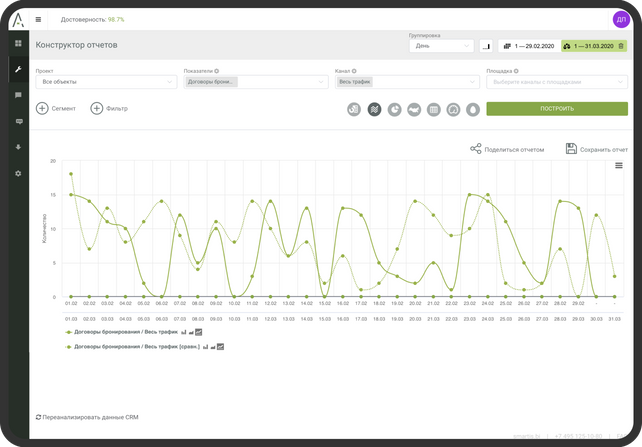 Достоверность: 98.7%
ДП
Конструктор отчетов
Группировка
День
1 — 29.02.2020
1 — 31.03.2020
Проект
Показатели
Канал
Площадка
Все объекты
Договоры брони...
Весь трафик
Выберите каналы с площадками
Сегмент
Фильтр
ПОСТРОИТЬ
Поделиться отчетом
Сохранить отчет
Количество
20
15
10
5
0
01.02 02.02 03.02 04.02 05.02 06.02 07.02 08.02 09.02 10.02 11.02 12.02 13.02 14.02 15.02 16.02 17.02 18.02 19.02 20.02 21.02 22.02 23.02 24.02 25.02 26.02 27.02 28.02 29.02 - -
01.03 02.03 03.03 04.03 05.03 06.03 07.03 08.03 09.03 10.03 11.03 12.03 13.03 14.03 15.03 16.03 17.03 18.03 19.03 20.03 21.03 22.03 23.03 24.03 25.03 26.03 27.03 28.03 29.03 30.03 31.03
Договоры бронирования / Весь трафик
Договоры бронирования / Весь трафик [сравн.]
Переанализировать данные CRM